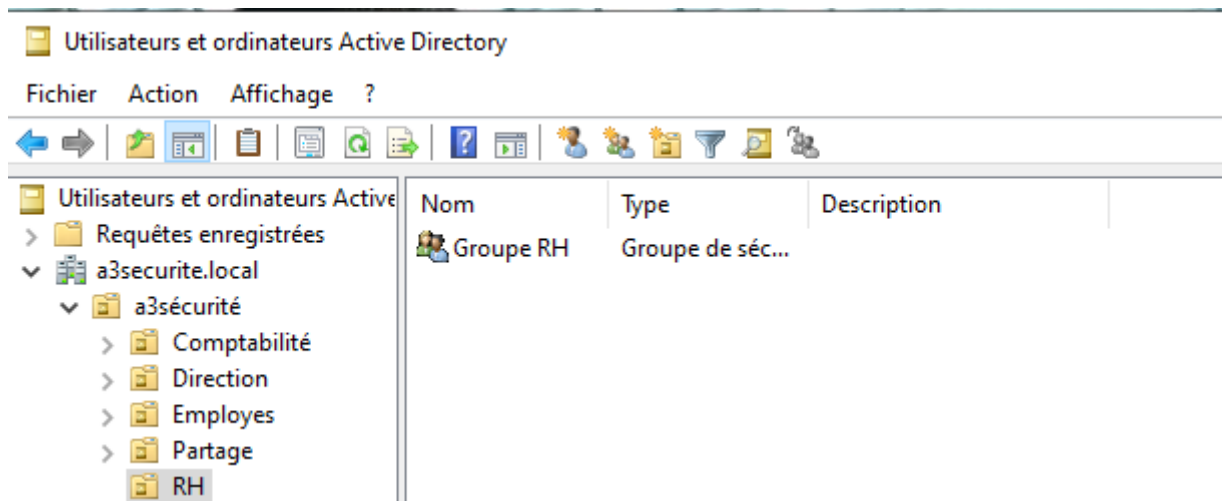 Utilisateurs et ordinateurs Active Directory
Fichier Action Affichage ?
Utilisateurs et ordinateurs Active
Requêtes enregistrées
a3securite.local
a3sécurité
Comptabilité
Direction
Employes
Partage
RH
Nom Type Description
Groupe RH Groupe de séc...